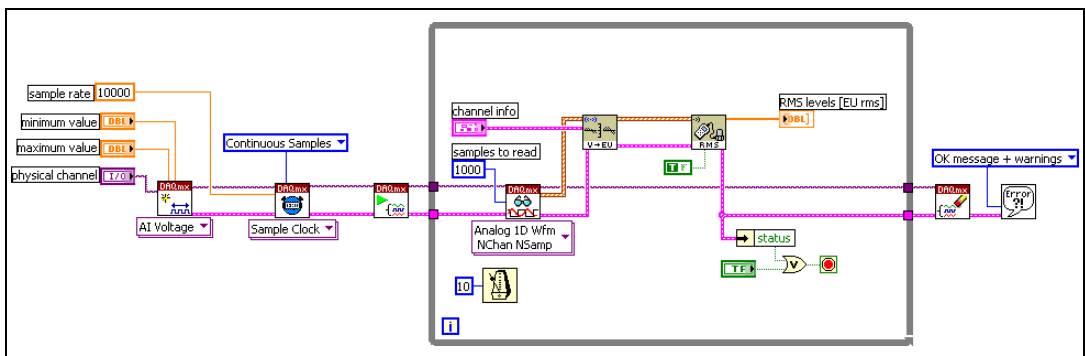 sample rate 10000
minimum value DBL
maximum value DBL
physical channel I/O
DAQmx
AI Voltage
Continuous Samples
DAQmx
Sample Clock
DAQmx
channel info
samples to read
1000
DAQmx
Analog 1D Wfm
NChan NSamp
10
i
V→EU
RMS
T F
RMS levels [EU rms]
DBL
status
TF
V
OK message + warnings
DAQmx
Error
?!